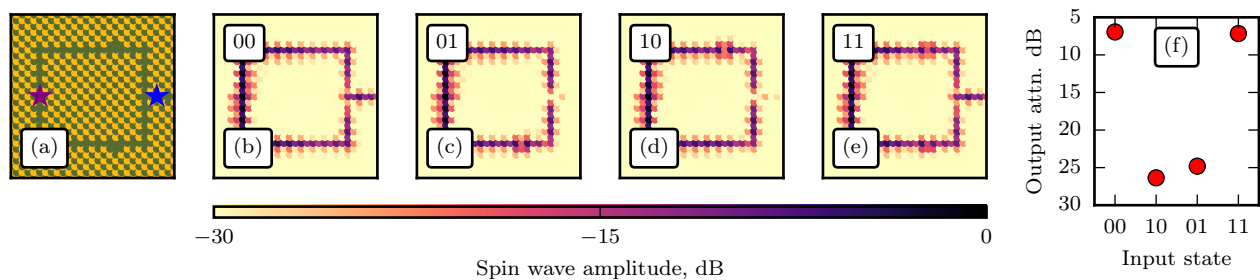 (a)
00
(b)
01
(c)
10
(d)
11
(e)
−30
−15
0
Spin wave amplitude, dB
Output attn. dB
5
10
15
20
25
30
(f)
00 10 01 11
Input state